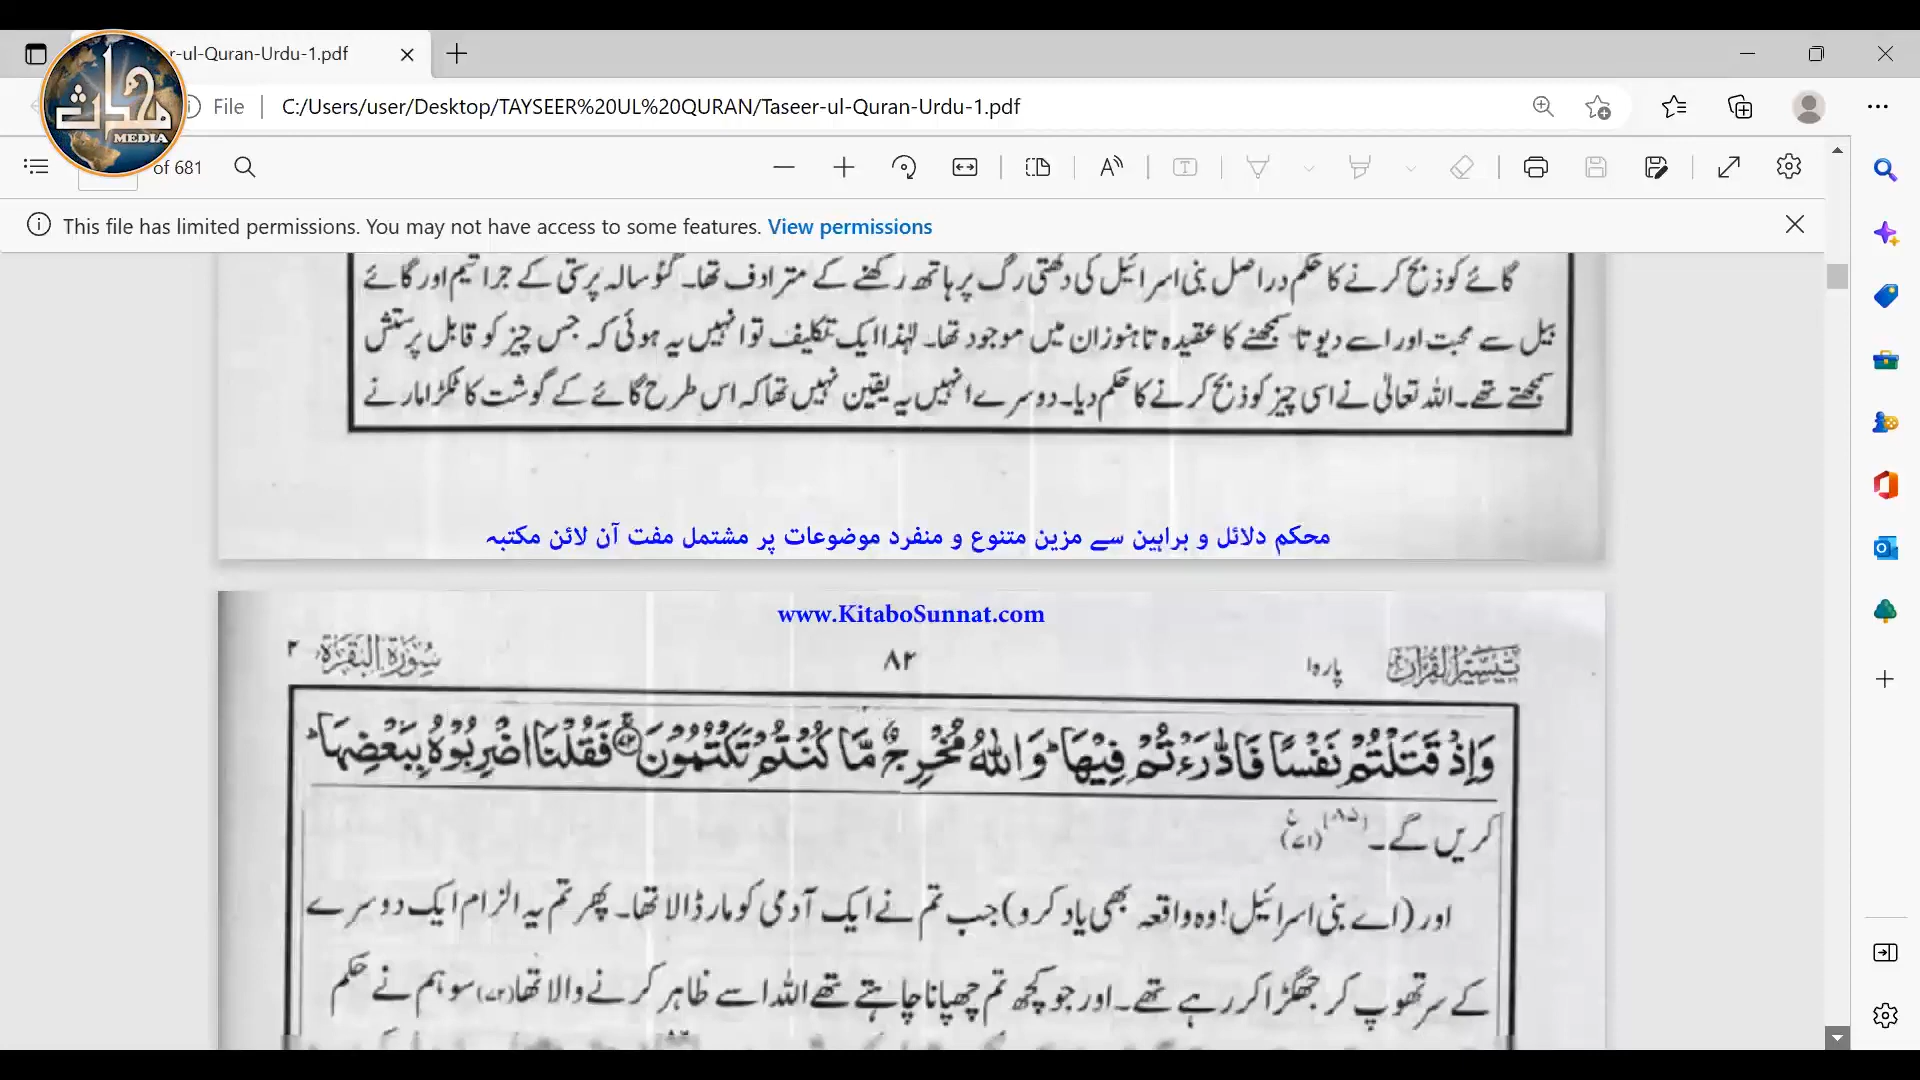 r-ul-Quran-Urdu-1.pdf
File
C:/Users/user/Desktop/TAYSEER%20UL%20QURAN/Taseer-ul-Quran-Urdu-1.pdf
محدث
MEDIA
of 681
This file has limited permissions. You may not have access to some features. View permissions
گائے کو ذبح کرنے کا حکم دراصل بنی اسرائیل کی دکھتی رگ پر ہاتھ رکھنے کے مترادف تھا۔ گئو سالہ پرستی کے جراثیم اور گائے
بیل سے محبت اور اسے دیوتا سمجھنے کا عقیدہ تاہنوز ان میں موجود تھا۔ لہٰذا ایک تکلیف تو انہیں یہ ہوئی کہ جس چیز کو قابل پرستش
سمجھتے تھے۔ اللہ تعالٰی نے اسی چیز کو ذبح کرنے کا حکم دیا۔ دوسرے انہیں یہ یقین نہیں تھا کہ اس طرح گائے کے گوشت کا ٹکڑا مارنے
محکم دلائل و براہین سے مزین متنوع و منفرد موضوعات پر مشتمل مفت آن لائن مکتبہ
www.KitaboSunnat.com
تیسیر القرآن پارہ ۱ ۸۲ سُوْرَةُ الْبَقَرَة ۲
وَاِذْ قَتَلْتُمْ نَفْسًا فَادّٰرَءْتُمْ فِيْهَا ۭ وَاللّٰهُ مُخْرِجٌ مَّا كُنْتُمْ تَكْتُمُوْنَ ۷۲ فَقُلْنَا اضْرِبُوْهُ بِبَعْضِهَا ۭ
کریں گے۔ [۸۵] (۷۱) ع
اور (اے بنی اسرائیل! وہ واقعہ بھی یاد کرو) جب تم نے ایک آدمی کو مار ڈالا تھا۔ پھر تم یہ الزام ایک دوسرے
کے سر تھوپ کر جھگڑا کر رہے تھے۔ اور جو کچھ تم چھپانا چاہتے تھے اللہ اسے ظاہر کرنے والا تھا (۷۲) سو ہم نے حکم